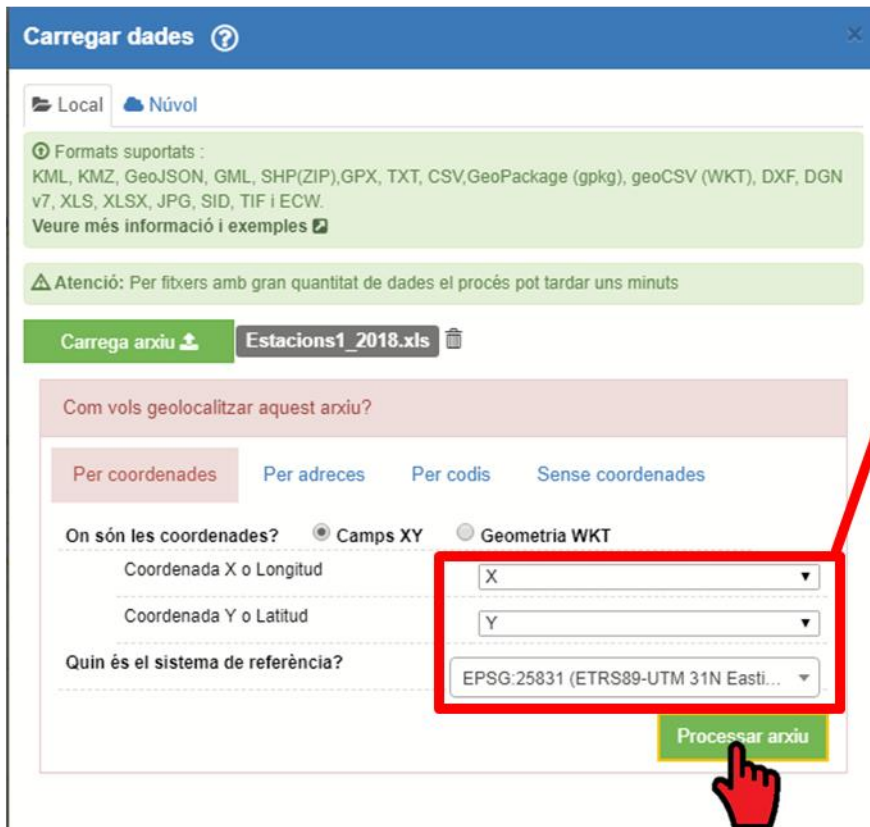 Carregar dades ?
×
Local Núvol
Formats suportats :
KML, KMZ, GeoJSON, GML, SHP(ZIP),GPX, TXT, CSV,GeoPackage (gpkg), geoCSV (WKT), DXF, DGN
v7, XLS, XLSX, JPG, SID, TIF i ECW.
Veure més informació i exemples
Atenció: Per fitxers amb gran quantitat de dades el procés pot tardar uns minuts
Carrega arxiu Estacions1_2018.xls
Com vols geolocalitzar aquest arxiu?
Per coordenades Per adreces Per codis Sense coordenades
On són les coordenades? Camps XY Geometria WKT
Coordenada X o Longitud X
Coordenada Y o Latitud Y
Quin és el sistema de referència? EPSG:25831 (ETRS89-UTM 31N Easti...
Processar arxiu